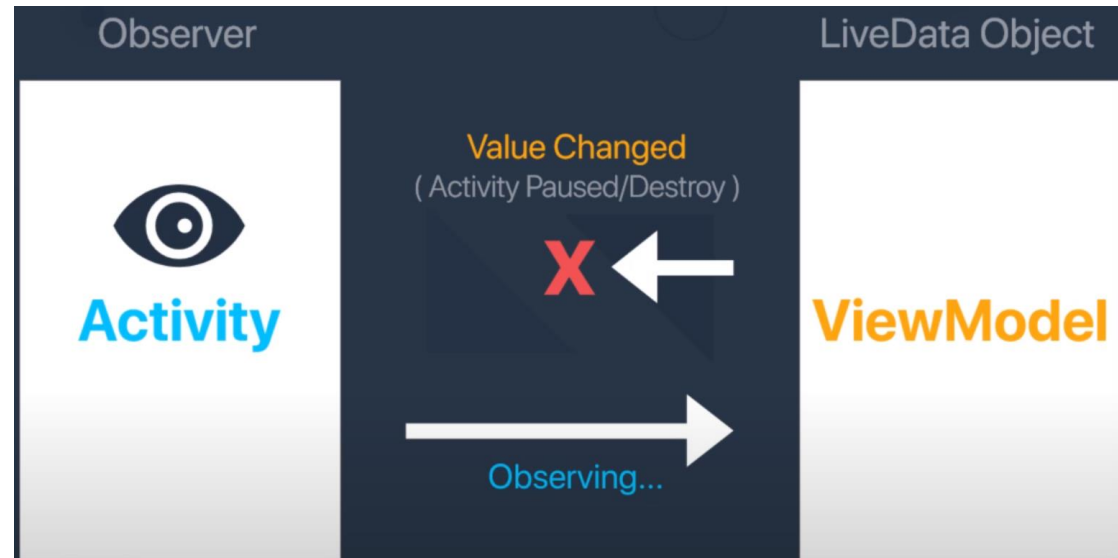 Observer
LiveData Object
Value Changed
( Activity Paused/Destroy )
X
Activity
ViewModel
Observing...